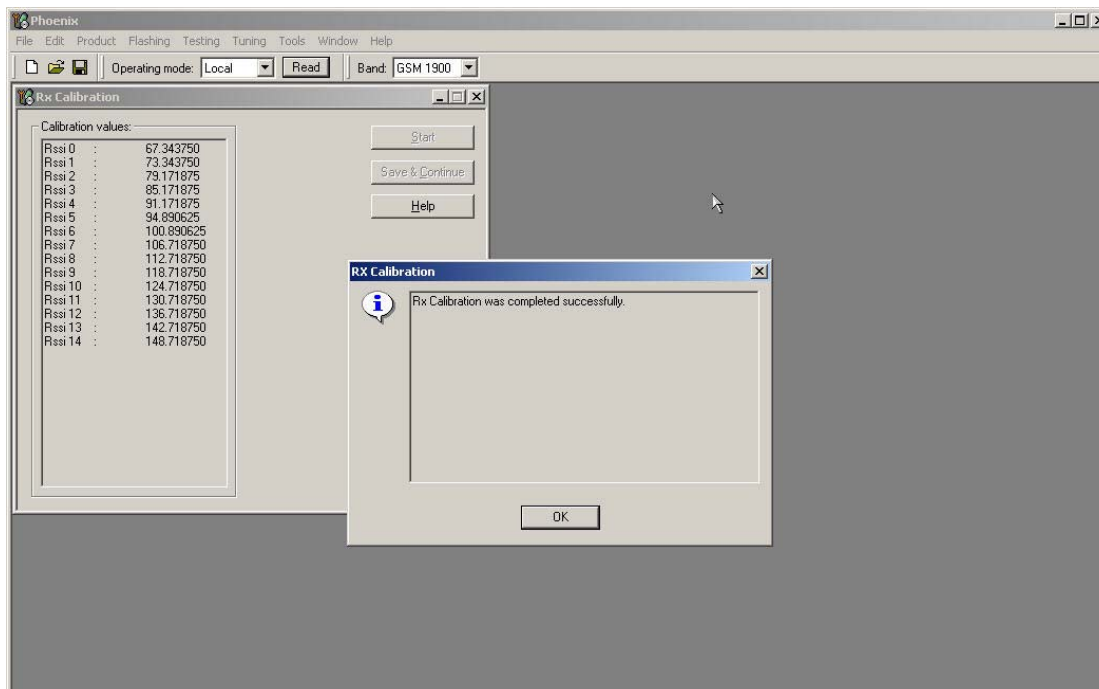 Phoenix
File Edit Product Flashing Testing Tuning Tools Window Help
Operating mode: Local Read Band: GSM 1900
Rx Calibration
Calibration values:
Rssi 0 : 67.343750
Rssi 1 : 73.343750
Rssi 2 : 79.171875
Rssi 3 : 85.171875
Rssi 4 : 91.171875
Rssi 5 : 94.890625
Rssi 6 : 100.890625
Rssi 7 : 106.718750
Rssi 8 : 112.718750
Rssi 9 : 118.718750
Rssi 10 : 124.718750
Rssi 11 : 130.718750
Rssi 12 : 136.718750
Rssi 13 : 142.718750
Rssi 14 : 148.718750
Start
Save & Continue
Help
RX Calibration
Rx Calibration was completed successfully.
OK